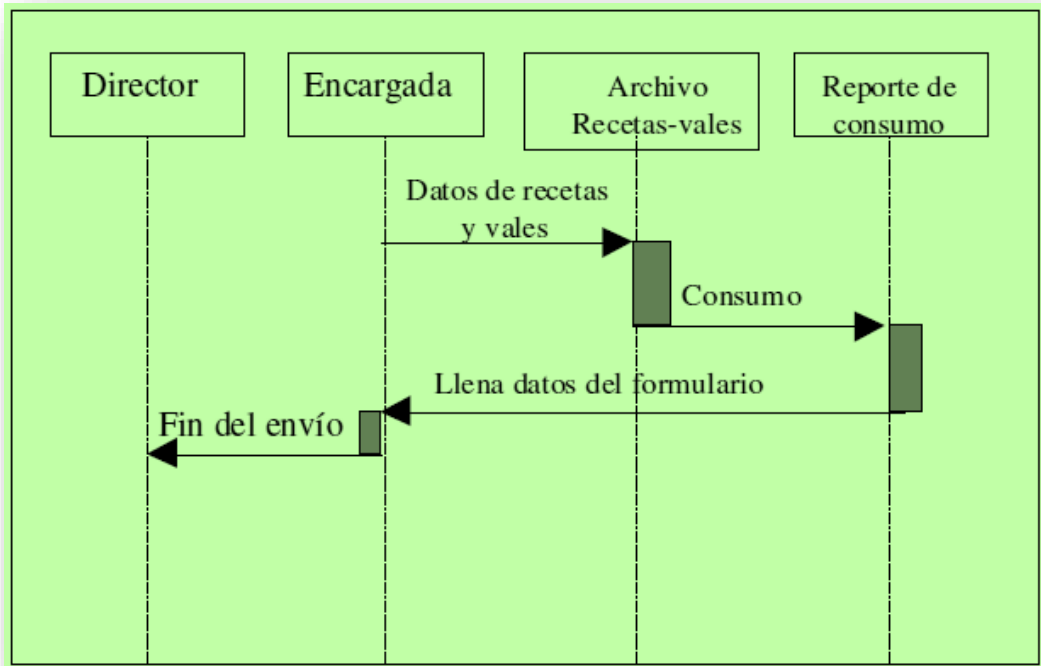 Director
Encargada
Archivo
Recetas-vales
Reporte de
consumo
Datos de recetas
y vales
Consumo
Llena datos del formulario
Fin del envío